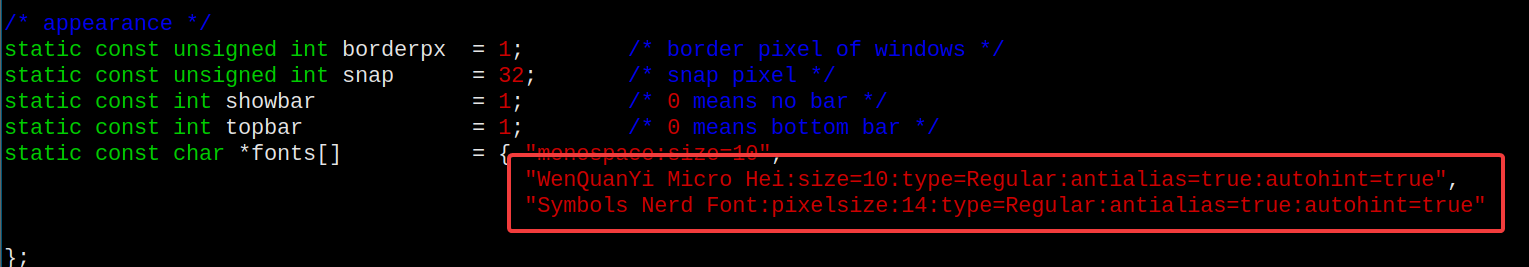 /* appearance */
static const unsigned int borderpx  = 1;        /* border pixel of windows */
static const unsigned int snap      = 32;       /* snap pixel */
static const int showbar            = 1;        /* 0 means no bar */
static const int topbar             = 1;        /* 0 means bottom bar */
static const char *fonts[]          = { "monospace:size=10",
"WenQuanYi Micro Hei:size=10:type=Regular:antialias=true:autohint=true",
"Symbols Nerd Font:pixelsize:14:type=Regular:antialias=true:autohint=true"
};